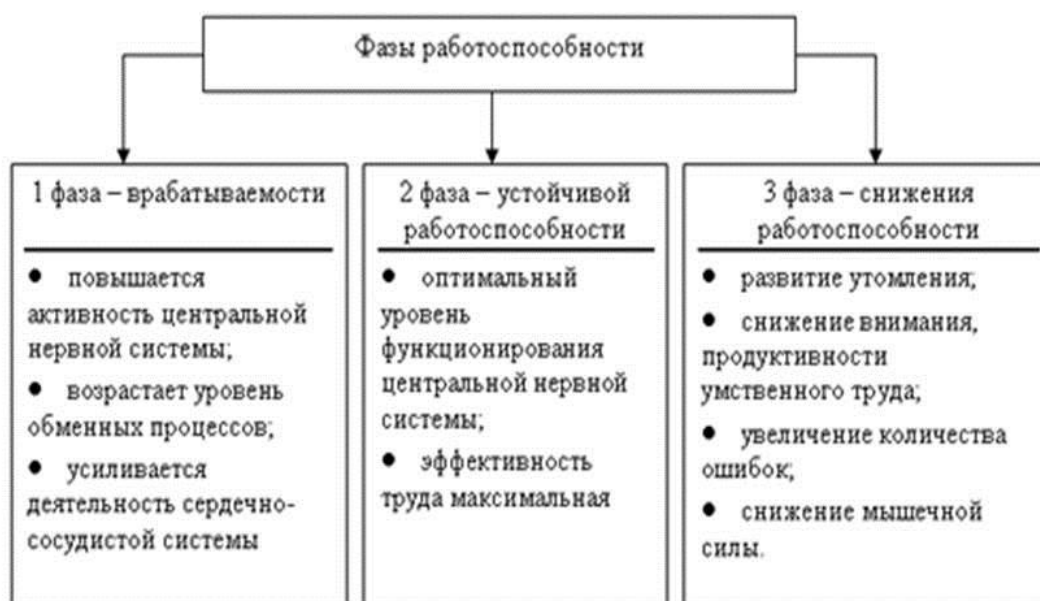 Фазы работоспособности
1 фаза – врабатываемости
● повышается
активность центральной
нервной системы;
● возрастает уровень
обменных процессов;
● усиливается
деятельность сердечно-
сосудистой системы
2 фаза – устойчивой
работоспособности
● оптимальный
уровень
функционирования
центральной нервной
системы;
● эффективность
труда максимальная
3 фаза – снижения
работоспособности
● развитие утомления;
● снижение внимания,
продуктивности
умственного труда;
● увеличение количества
ошибок;
● снижение мышечной
силы.